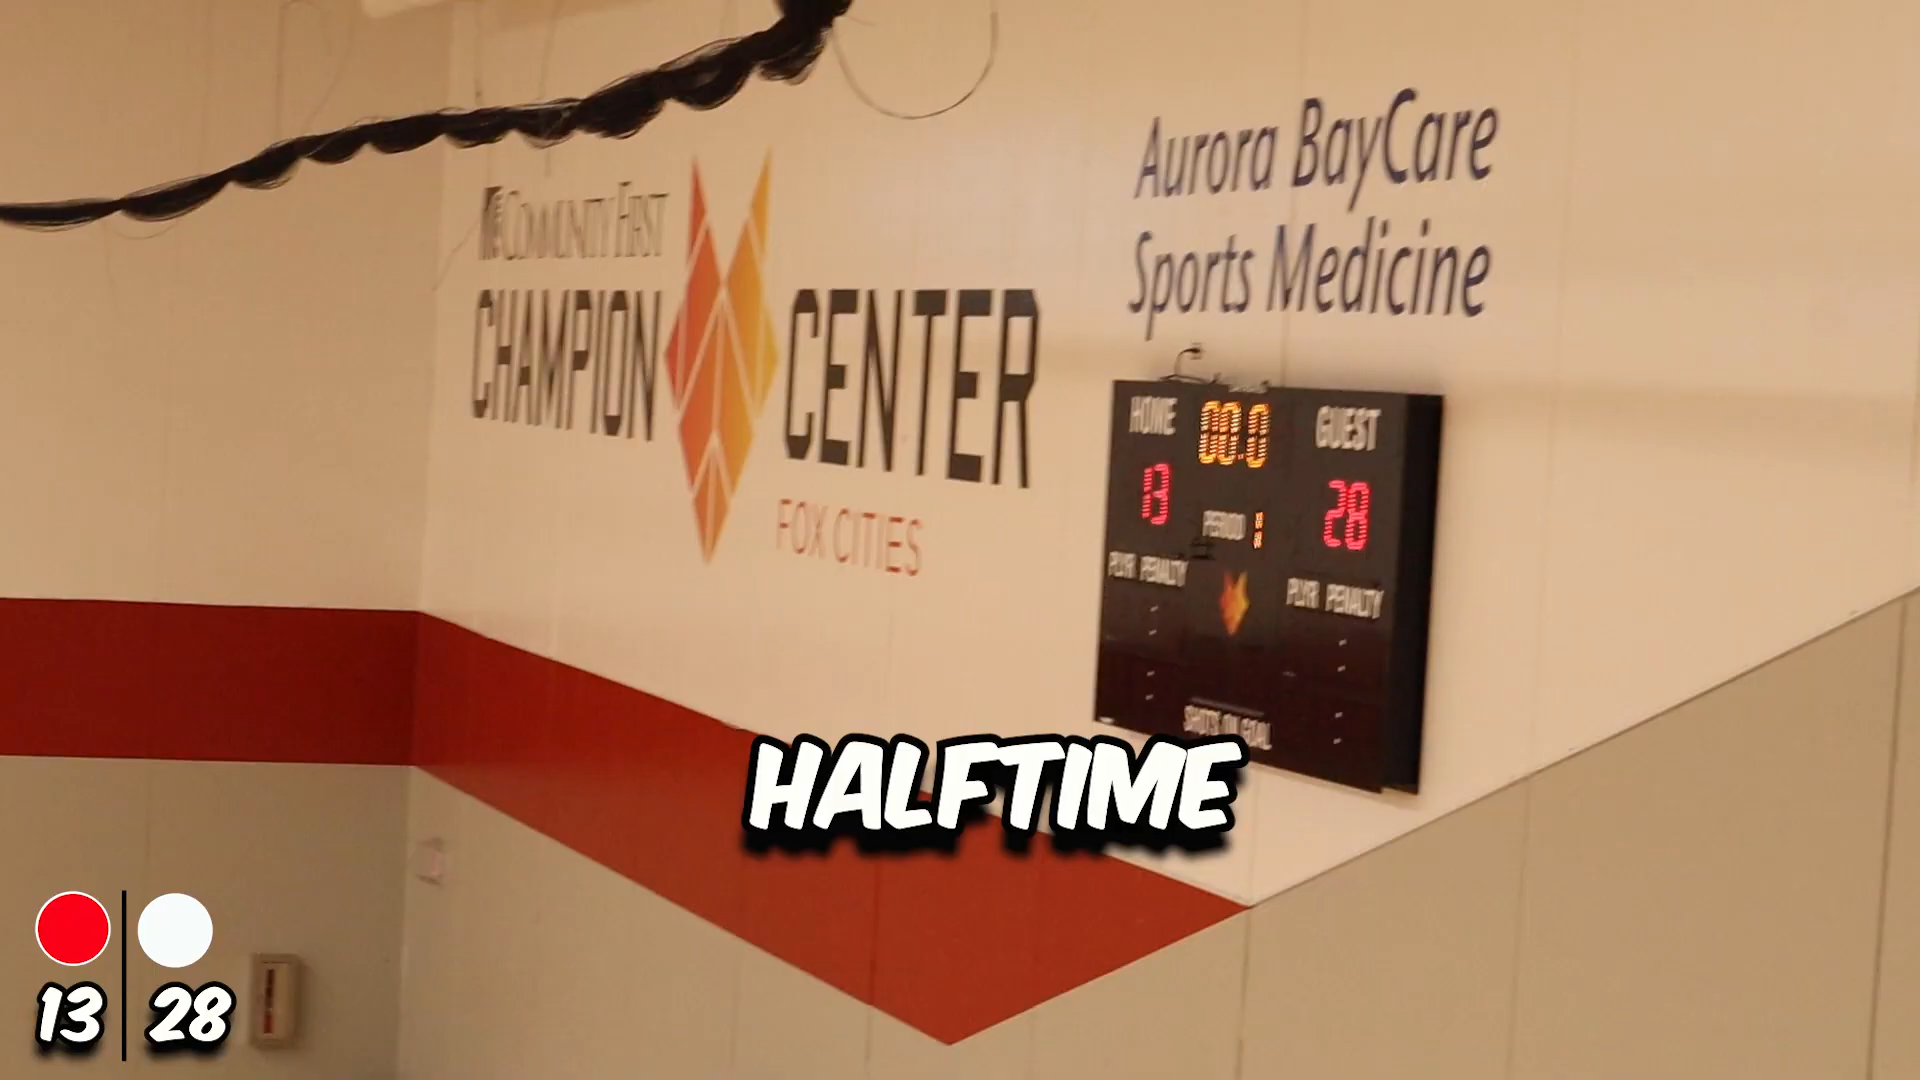 COMMUNITY FIRST
CHAMPION CENTER
FOX CITIES
Aurora BayCare
Sports Medicine
HOME 00.0 GUEST
13 28
PERIOD 1
PLYR PENALTY PLYR PENALTY
SHOTS ON GOAL
HALFTIME
13 28